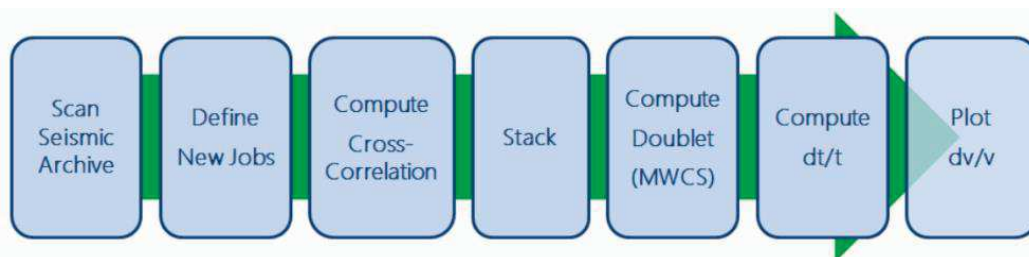 Scan
Seismic
Archive
Define
New Jobs
Compute
Cross-
Correlation
Stack
Compute
Doublet
(MWCS)
Compute
dt/t
Plot
dv/v